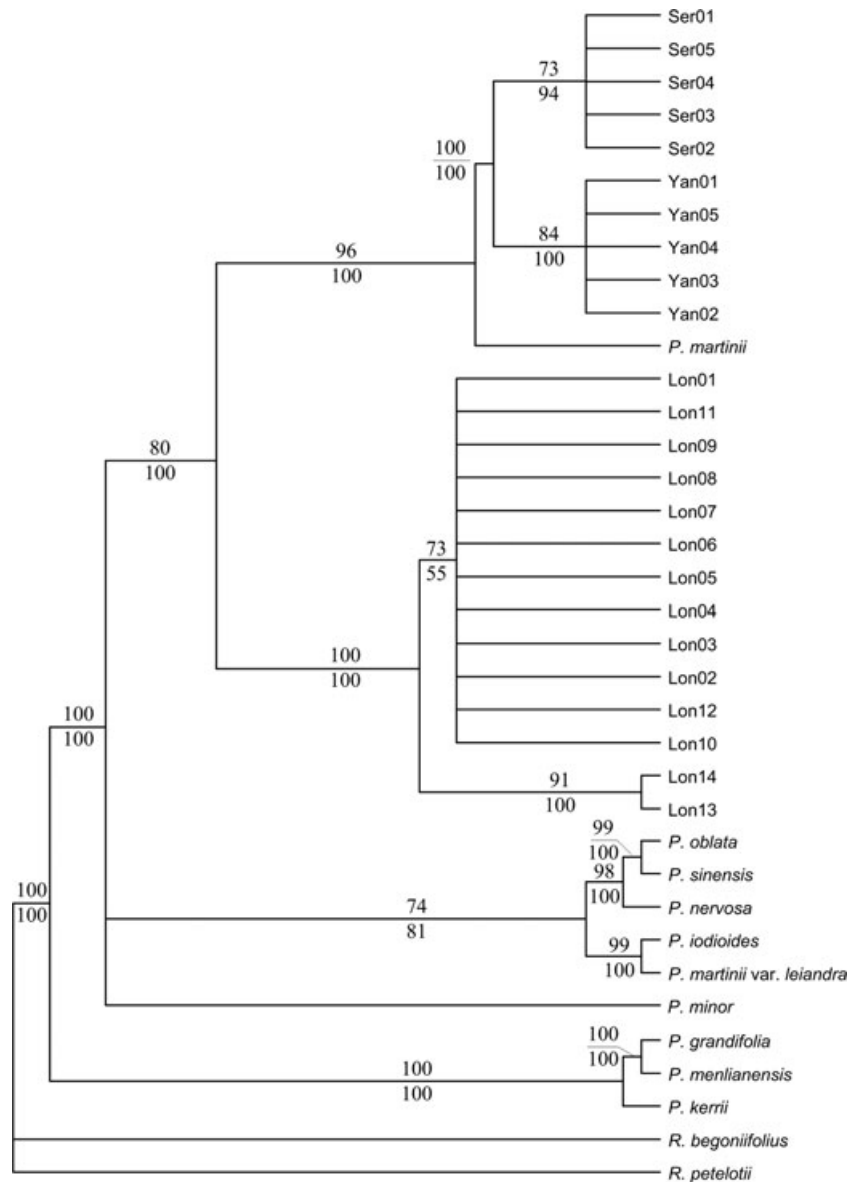 Ser01
Ser05
73
Ser04
94
Ser03
100
Ser02
100
Yan01
Yan05
84
Yan04
96
100
100
Yan03
Yan02
P. martinii
Lon01
Lon11
80
Lon09
100
Lon08
Lon07
73
Lon06
55
Lon05
Lon04
100
Lon03
100
Lon02
100
Lon12
100
Lon10
91
Lon14
100
Lon13
99
P. oblata
100
98
P. sinensis
100
100
100
74
P. nervosa
81
99
P. iodioides
100
P. martinii var. leiandra
P. minor
100
P. grandifolia
100
100
P. menlianensis
100
P. kerrii
R. begoniifolius
R. petelotii